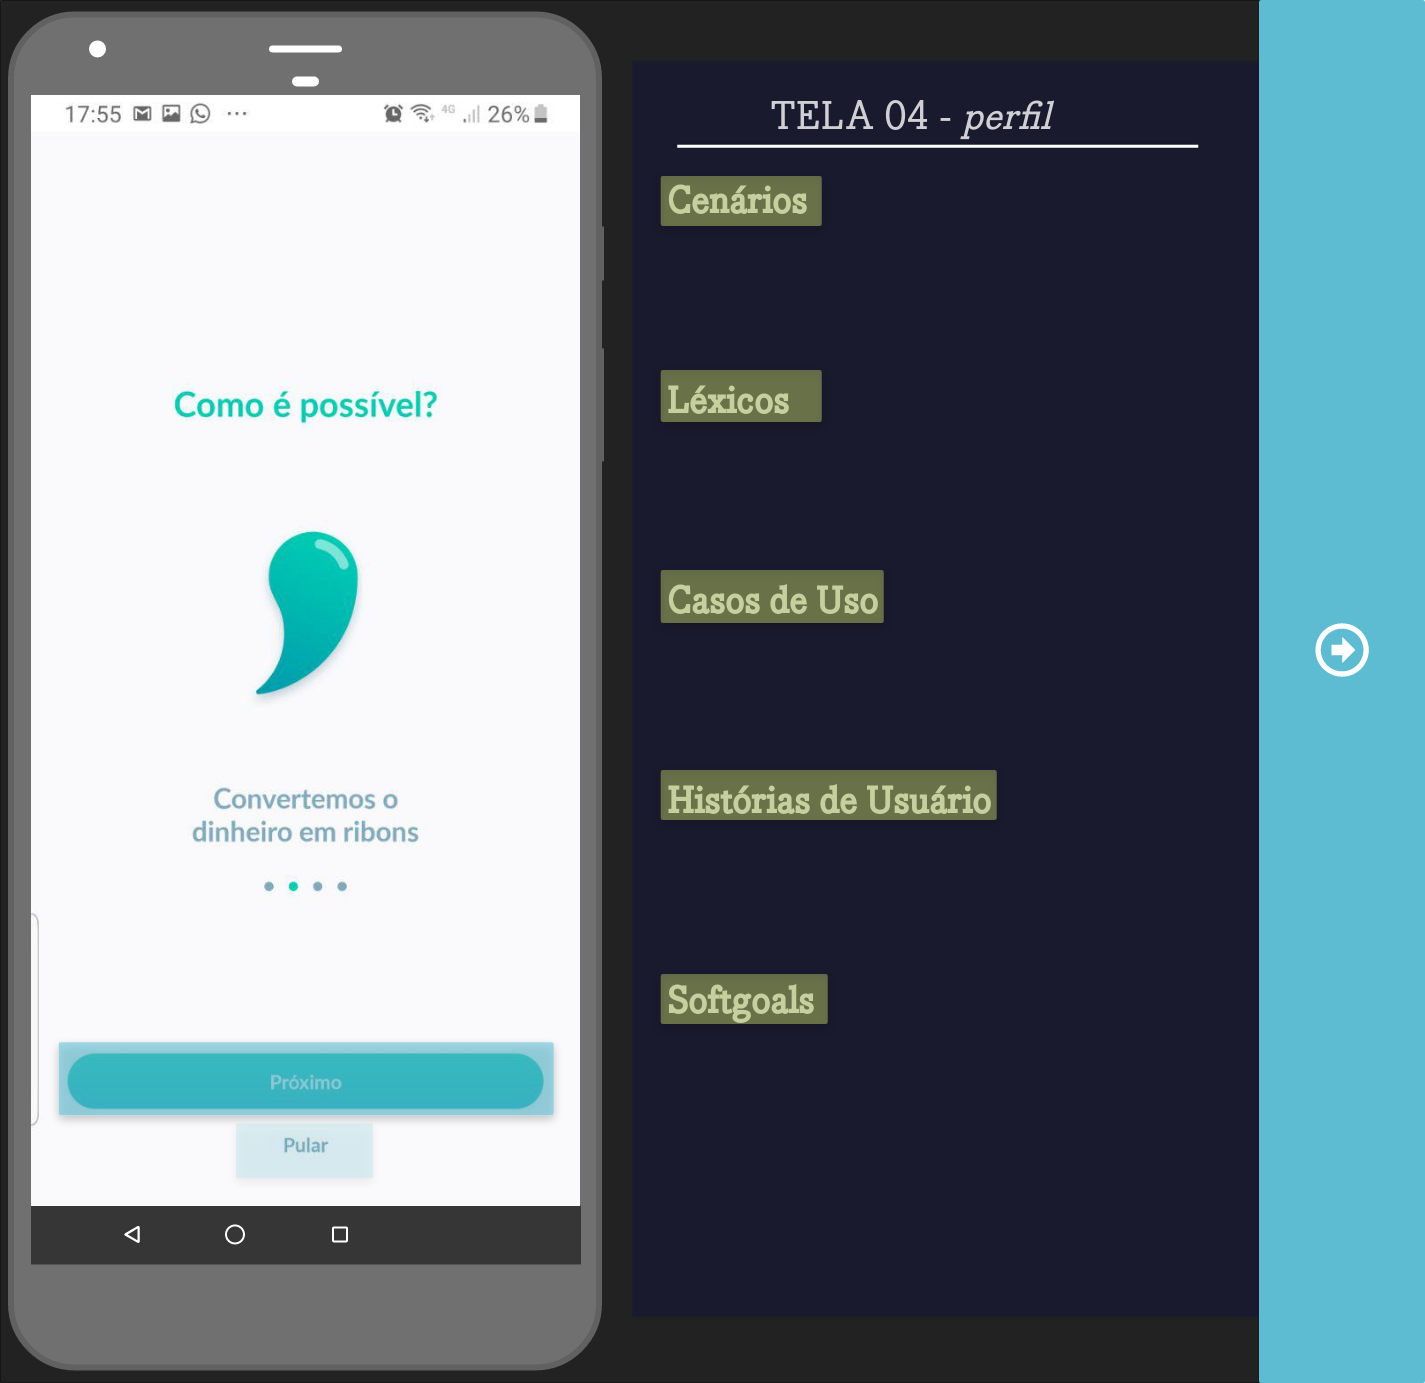 17:55 ... 4G 26%
Como é possível?
Convertemos o
dinheiro em ribons
Próximo
Pular
TELA 04 - perfil
Cenários
Léxicos
Casos de Uso
Histórias de Usuário
Softgoals